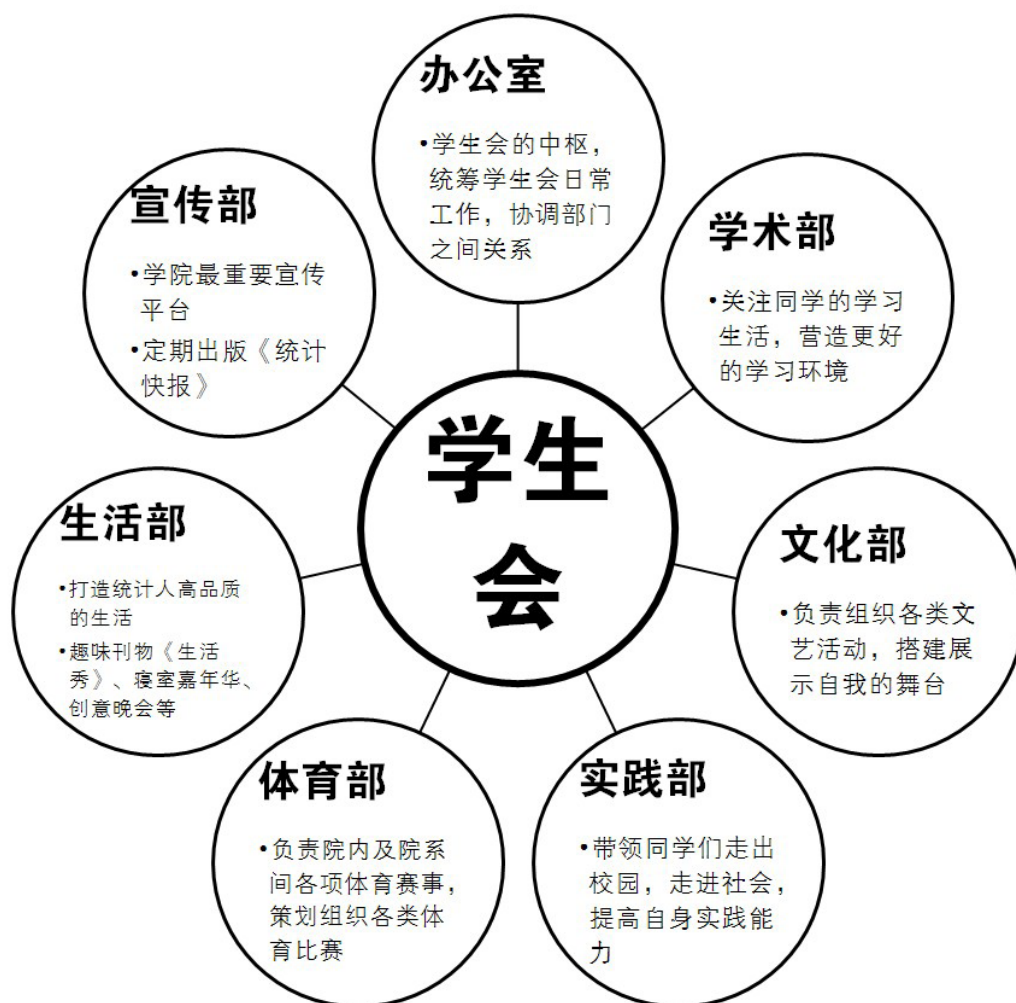 办公室
•学生会的中枢，
统筹学生会日常
工作，协调部门
之间关系
学术部
•关注同学的学习
生活，营造更好
的学习环境
文化部
•负责组织各类文
艺活动，搭建展
示自我的舞台
实践部
•带领同学们走出
校园，走进社会，
提高自身实践能
力
体育部
•负责院内及院系
间各项体育赛事，
策划组织各类体
育比赛
生活部
•打造统计人高品质
的生活
•趣味刊物《生活
秀》、寝室嘉年华、
创意晚会等
宣传部
•学院最重要宣传
平台
•定期出版《统计
快报》
学生
会